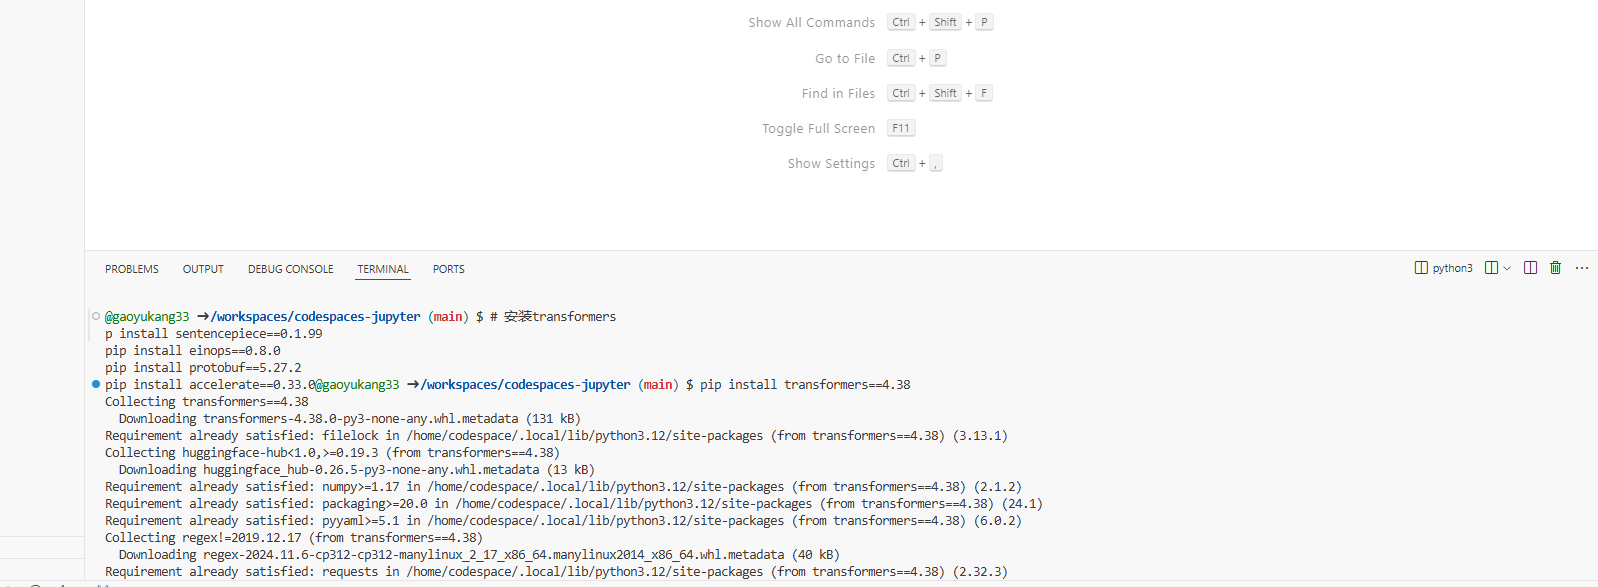 Show All Commands Ctrl + Shift + P
Go to File Ctrl + P
Find in Files Ctrl + Shift + F
Toggle Full Screen F11
Show Settings Ctrl + ,
PROBLEMS OUTPUT DEBUG CONSOLE TERMINAL PORTS python3
@gaoyukang33 ➜/workspaces/codespaces-jupyter (main) $ # 安装transformers
p install sentencepiece==0.1.99
pip install einops==0.8.0
pip install protobuf==5.27.2
pip install accelerate==0.33.0@gaoyukang33 ➜/workspaces/codespaces-jupyter (main) $ pip install transformers==4.38
Collecting transformers==4.38
  Downloading transformers-4.38.0-py3-none-any.whl.metadata (131 kB)
Requirement already satisfied: filelock in /home/codespace/.local/lib/python3.12/site-packages (from transformers==4.38) (3.13.1)
Collecting huggingface-hub<1.0,>=0.19.3 (from transformers==4.38)
  Downloading huggingface_hub-0.26.5-py3-none-any.whl.metadata (13 kB)
Requirement already satisfied: numpy>=1.17 in /home/codespace/.local/lib/python3.12/site-packages (from transformers==4.38) (2.1.2)
Requirement already satisfied: packaging>=20.0 in /home/codespace/.local/lib/python3.12/site-packages (from transformers==4.38) (24.1)
Requirement already satisfied: pyyaml>=5.1 in /home/codespace/.local/lib/python3.12/site-packages (from transformers==4.38) (6.0.2)
Collecting regex!=2019.12.17 (from transformers==4.38)
  Downloading regex-2024.11.6-cp312-cp312-manylinux_2_17_x86_64.manylinux2014_x86_64.whl.metadata (40 kB)
Requirement already satisfied: requests in /home/codespace/.local/lib/python3.12/site-packages (from transformers==4.38) (2.32.3)